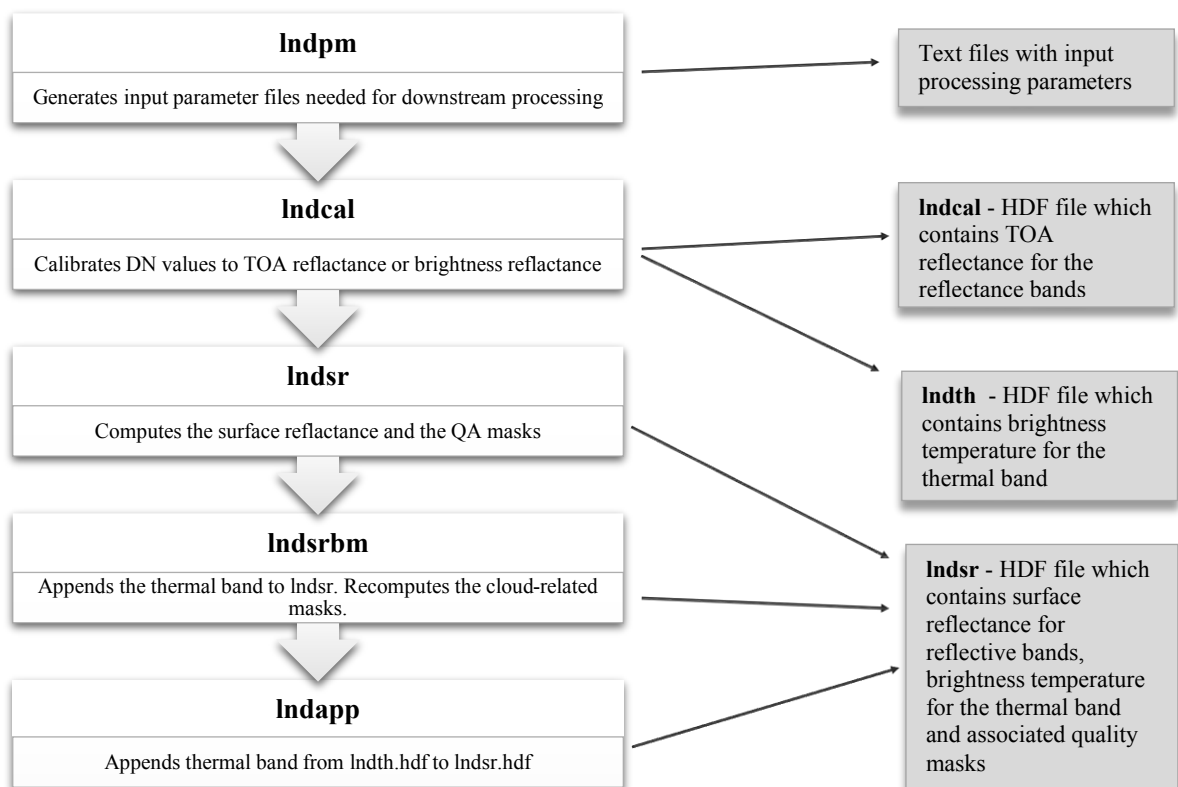 lndpm
Generates input parameter files needed for downstream processing
Text files with input
processing parameters
lndcal
Calibrates DN values to TOA reflactance or brightness reflactance
lndcal - HDF file which
contains TOA
reflectance for the
reflectance bands
lndth - HDF file which
contains brightness
temperature for the
thermal band
lndsr
Computes the surface reflactance and the QA masks
lndsrbm
Appends the thermal band to lndsr. Recomputes the cloud-related
masks.
lndapp
Appends thermal band from lndth.hdf to lndsr.hdf
lndsr - HDF file which
contains surface
reflectance for
reflective bands,
brightness temperature
for the thermal band
and associated quality
masks